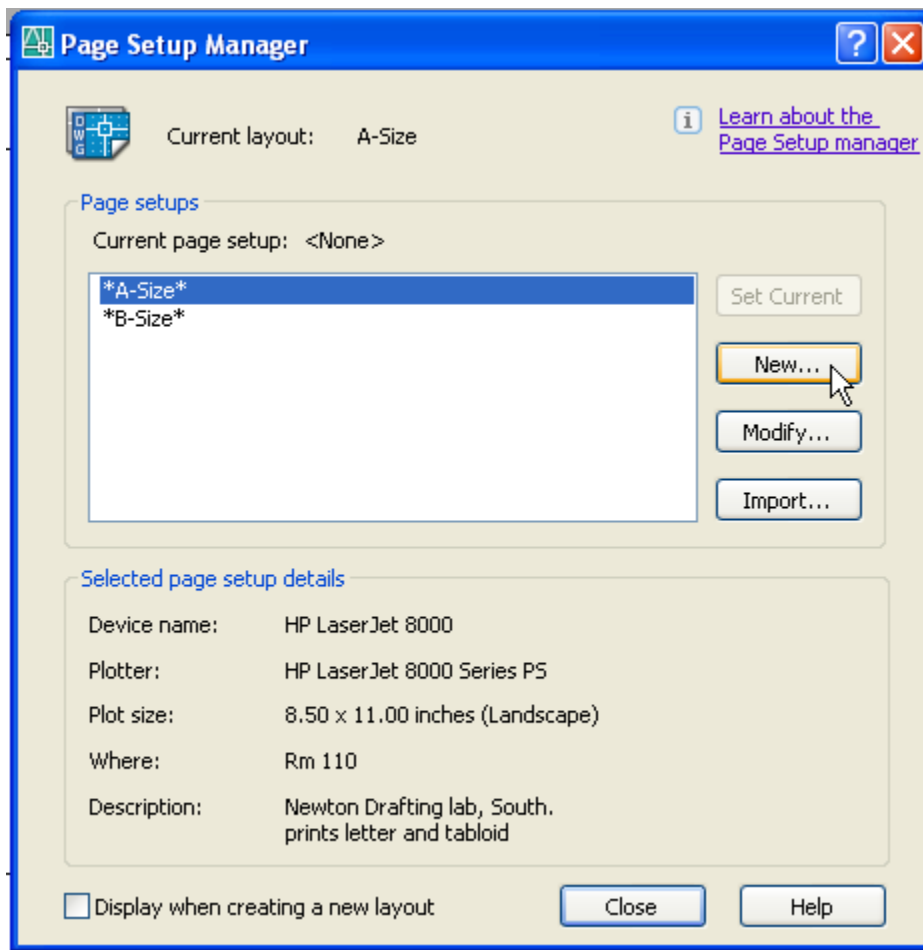 Page Setup Manager
?
DWG
Current layout: A-Size
i
Learn about the
Page Setup manager
Page setups
Current page setup: <None>
*A-Size*
*B-Size*
Set Current
New...
Modify...
Import...
Selected page setup details
Device name: HP LaserJet 8000
Plotter: HP LaserJet 8000 Series PS
Plot size: 8.50 x 11.00 inches (Landscape)
Where: Rm 110
Description: Newton Drafting lab, South.
prints letter and tabloid
Display when creating a new layout
Close
Help